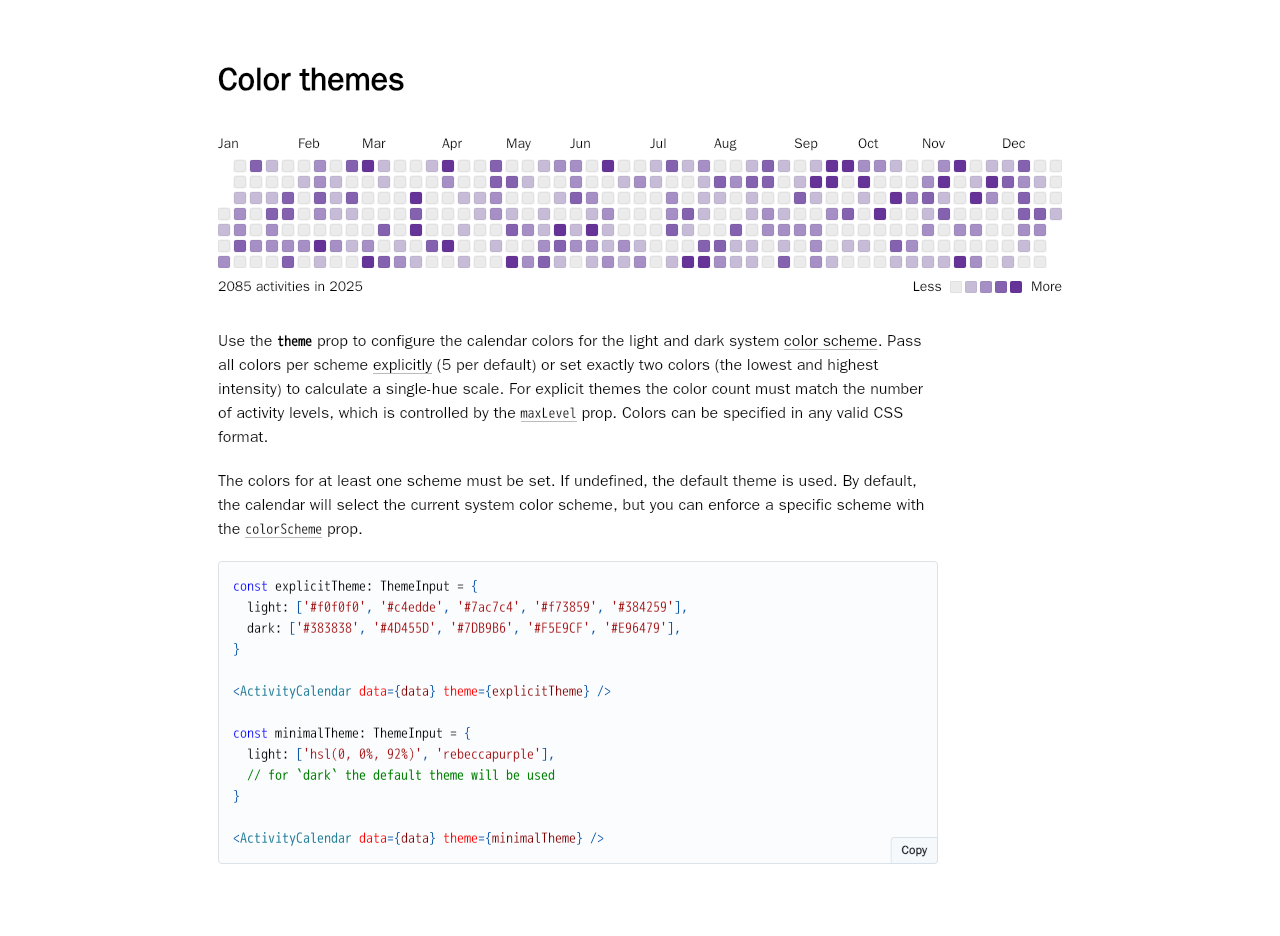 Color themes
Jan Feb Mar Apr May Jun Jul Aug Sep Oct Nov Dec
2085 activities in 2025 Less More
Use the theme prop to configure the calendar colors for the light and dark system color scheme. Pass
all colors per scheme explicitly (5 per default) or set exactly two colors (the lowest and highest
intensity) to calculate a single-hue scale. For explicit themes the color count must match the number
of activity levels, which is controlled by the maxLevel prop. Colors can be specified in any valid CSS
format.
The colors for at least one scheme must be set. If undefined, the default theme is used. By default,
the calendar will select the current system color scheme, but you can enforce a specific scheme with
the colorScheme prop.
const explicitTheme: ThemeInput = {
  light: ['#f0f0f0', '#c4edde', '#7ac7c4', '#f73859', '#384259'],
  dark: ['#383838', '#4D455D', '#7DB9B6', '#F5E9CF', '#E96479'],
}
<ActivityCalendar data={data} theme={explicitTheme} />
const minimalTheme: ThemeInput = {
  light: ['hsl(0, 0%, 92%)', 'rebeccapurple'],
  // for `dark` the default theme will be used
}
<ActivityCalendar data={data} theme={minimalTheme} />
Copy